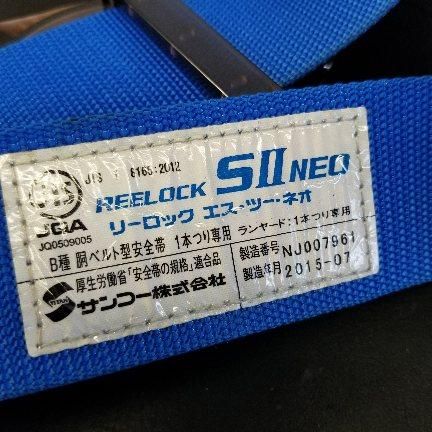 JIS T 8165:2012
JIS
JQA
JQ0509005
REELOCK SII NEO
リーロック エス・ツー・ネオ
B種 胴ベルト型安全帯 1本つり専用 ランヤード:1本つり専用
厚生労働省「安全帯の規格」適合品
製造番号 NJ007961
製造年月 2015-07
TITAN
サンコー株式会社